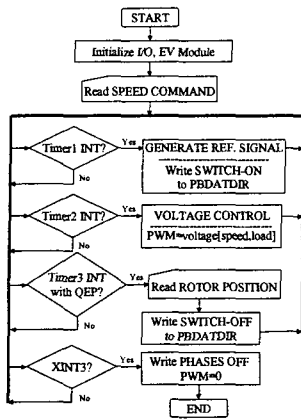 START
Initialize I/O, EV Module
Read SPEED COMMAND
Timer1 INT?
Yes
No
GENERATE REF. SIGNAL
Write SWITCH-ON
to PBDATDIR
Timer2 INT?
Yes
No
VOLTAGE CONTROL
PWM=voltage[speed,load]
Timer3 INT
with QEP?
Yes
No
Read ROTOR POSITION
Write SWITCH-OFF
to PBDATDIR
XINT3?
Yes
No
Write PHASES OFF
PWM=0
END